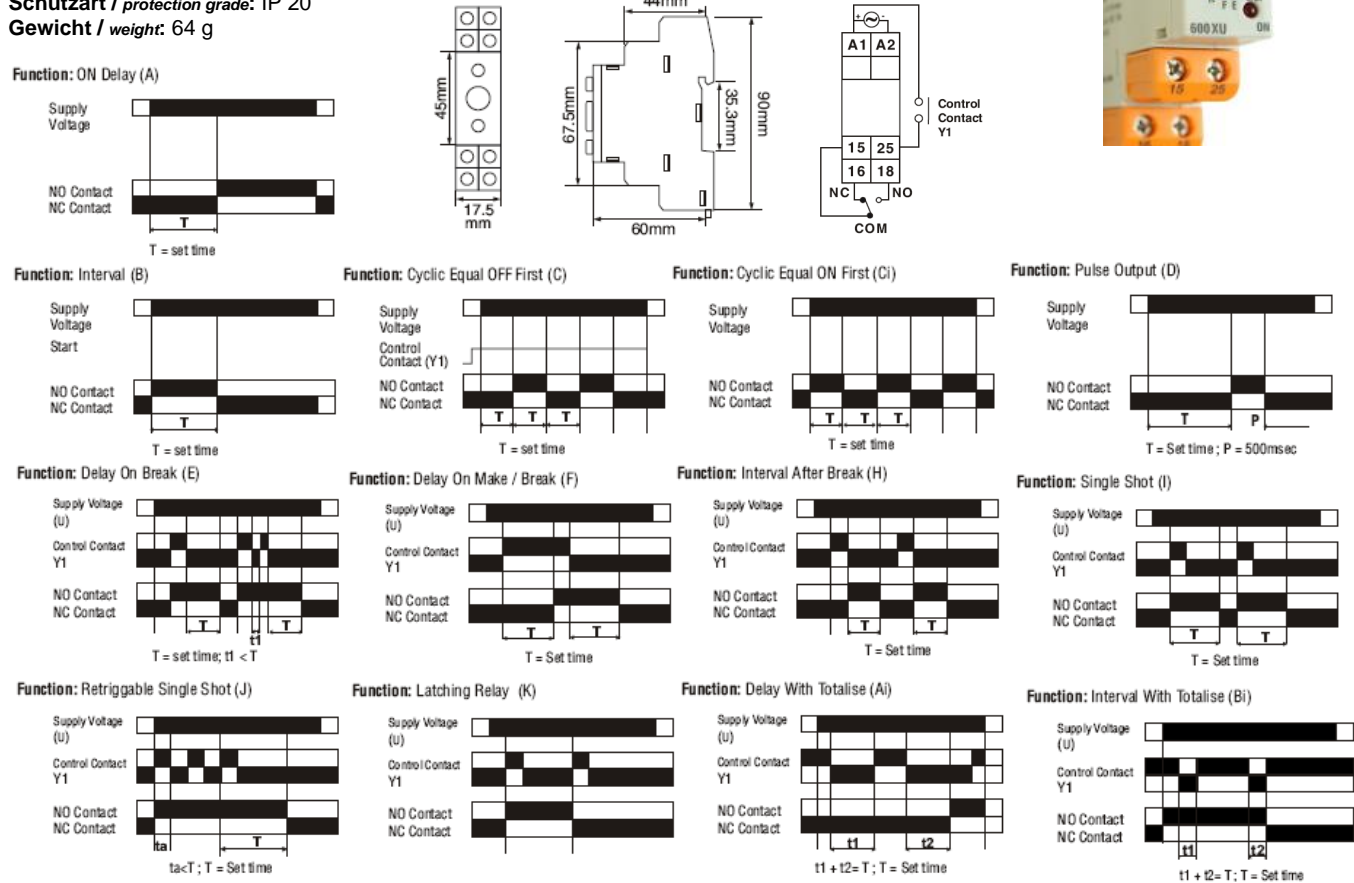 Schutzart / protection grade: IP 20
Gewicht / weight: 64 g
Function: ON Delay (A)
Supply
Voltage
NO Contact
NC Contact
T
T = set time
44mm
45mm
17.5
mm
67.5mm
35.3mm
90mm
60mm
+ -
A1 A2
Control
Contact
Y1
15 25
16 18
NC NO
COM
F E
600XU
ON
15 25
Function: Interval (B)
Supply
Voltage
Start
NO Contact
NC Contact
T
T = set time
Function: Cyclic Equal OFF First (C)
Supply
Voltage
Control
Contact (Y1)
NO Contact
NC Contact
T T T
T = set time
Function: Cyclic Equal ON First (Ci)
Supply
Voltage
NO Contact
NC Contact
T T T
T = set time
Function: Pulse Output (D)
Supply
Voltage
NO Contact
NC Contact
T P
T = Set time ; P = 500msec
Function: Delay On Break (E)
Supply Voltage
(U)
Control Contact
Y1
NO Contact
NC Contact
T t1 T
T = set time; t1 < T
Function: Delay On Make / Break (F)
Supply Voltage
(U)
Control Contact
Y1
NO Contact
NC Contact
T T
T = Set time
Function: Interval After Break (H)
Supply Voltage
(U)
Control Contact
Y1
NO Contact
NC Contact
T T
T = Set time
Function: Single Shot (I)
Supply Voltage
(U)
Control Contact
Y1
NO Contact
NC Contact
T T
T = Set time
Function: Retriggable Single Shot (J)
Supply Voltage
(U)
Control Contact
Y1
NO Contact
NC Contact
ta T
ta<T ; T = Set time
Function: Latching Relay (K)
Supply Voltage
(U)
Control Contact
Y1
NO Contact
NC Contact
Function: Delay With Totalise (Ai)
Supply Voltage
(U)
Control Contact
Y1
NO Contact
NC Contact
t1 t2
t1 + t2= T ; T = Set time
Function: Interval With Totalise (Bi)
Supply Voltage
(U)
Control Contact
Y1
NO Contact
NC Contact
t1 t2
t1 + t2= T ; T = Set time